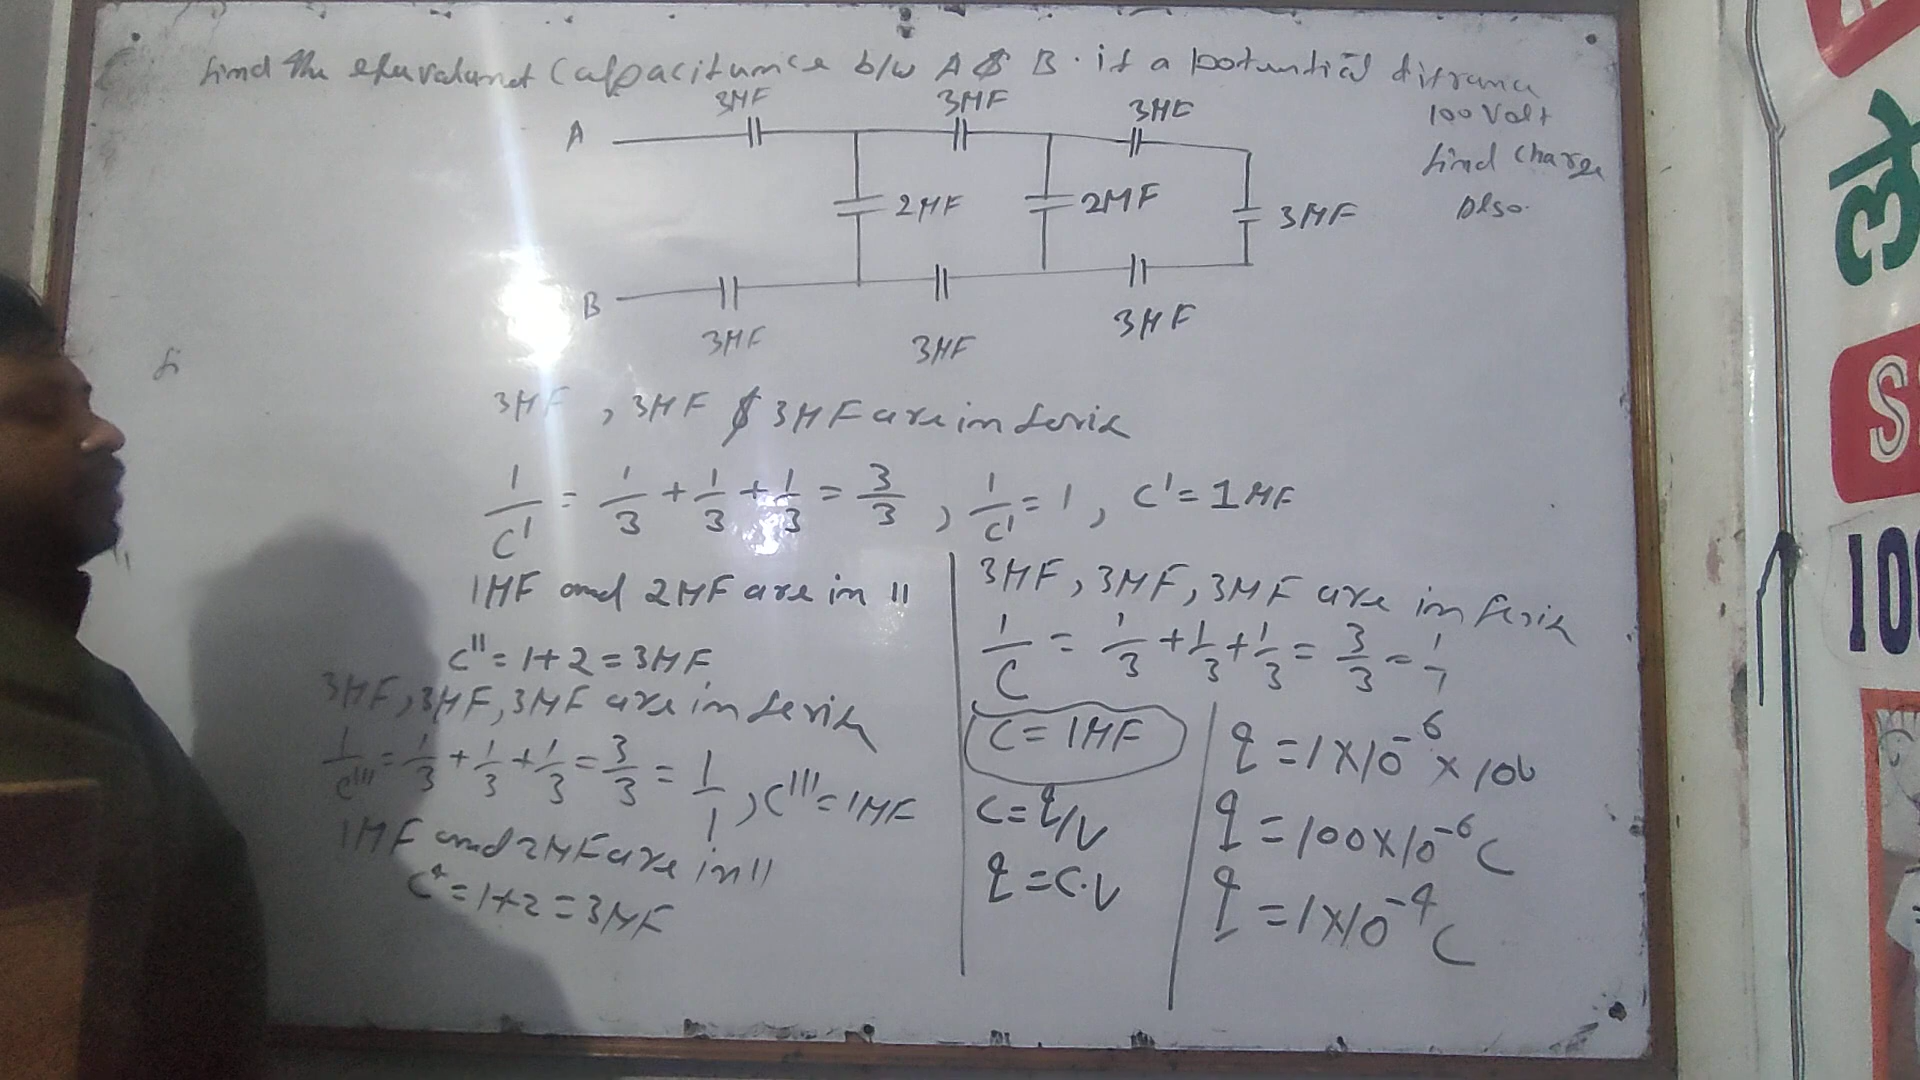 find the equvalunet Capacitance b/w A & B. if a potential difrance
100 Volt
find charge
Also.
3MF 3MF 3MF
A
2MF 2MF 3MF
B
3MF 3MF 3MF
3MF, 3MF & 3MF are in series
1/C' = 1/3 + 1/3 + 1/3 = 3/3, 1/C' = 1, C' = 1MF
1MF and 2MF are in ||
C'' = 1+2 = 3MF
3MF, 3MF, 3MF are in series
1/C''' = 1/3 + 1/3 + 1/3 = 3/3 = 1/1, C''' = 1MF
1MF and 2MF are in ||
= 1+2 = 3MF
3MF, 3MF, 3MF are in series
1/C = 1/3 + 1/3 + 1/3 = 3/3 = 1/1
C = 1MF
C = q/V
q = C.V
q = 1×10⁻⁶ × 100
q = 100×10⁻⁶ C
q = 1×10⁻⁴ C
10